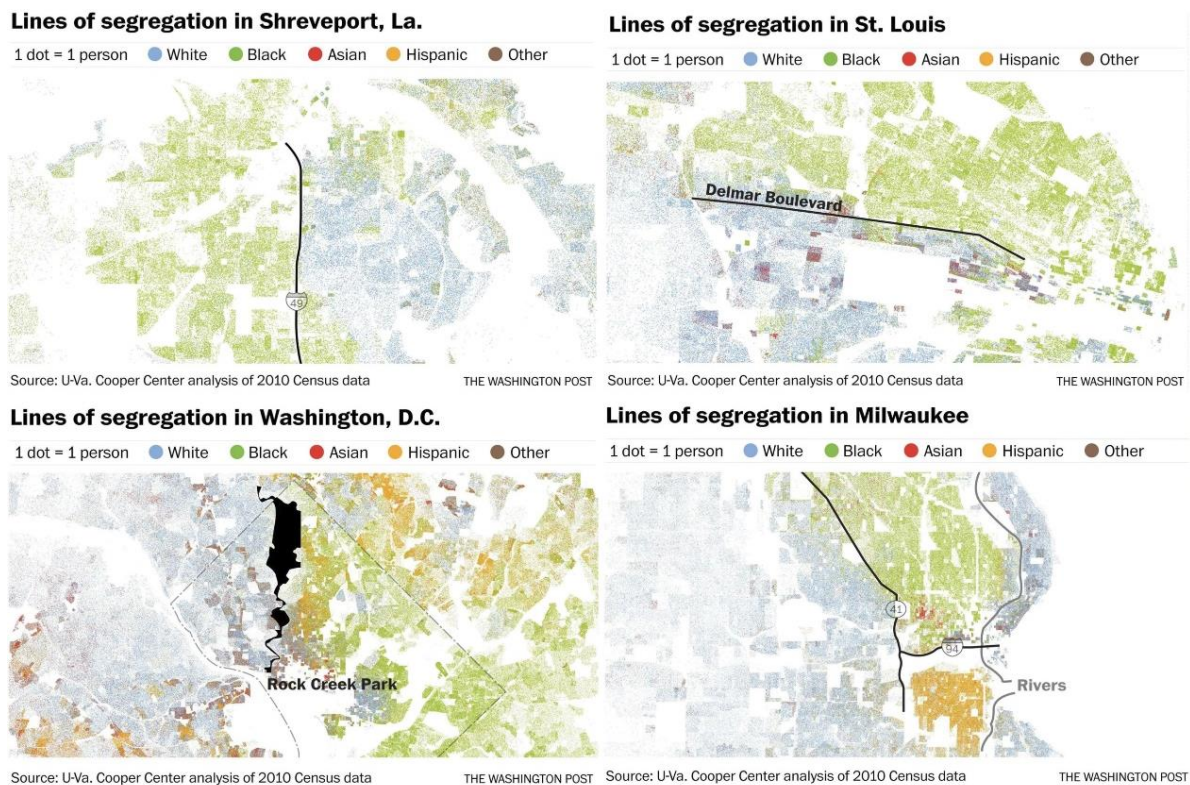 Lines of segregation in Shreveport, La.
1 dot = 1 person White Black Asian Hispanic Other
49
Source: U-Va. Cooper Center analysis of 2010 Census data THE WASHINGTON POST
Lines of segregation in St. Louis
1 dot = 1 person White Black Asian Hispanic Other
Delmar Boulevard
Source: U-Va. Cooper Center analysis of 2010 Census data THE WASHINGTON POST
Lines of segregation in Washington, D.C.
1 dot = 1 person White Black Asian Hispanic Other
Rock Creek Park
Source: U-Va. Cooper Center analysis of 2010 Census data THE WASHINGTON POST
Lines of segregation in Milwaukee
1 dot = 1 person White Black Asian Hispanic Other
41
94
Rivers
Source: U-Va. Cooper Center analysis of 2010 Census data THE WASHINGTON POST